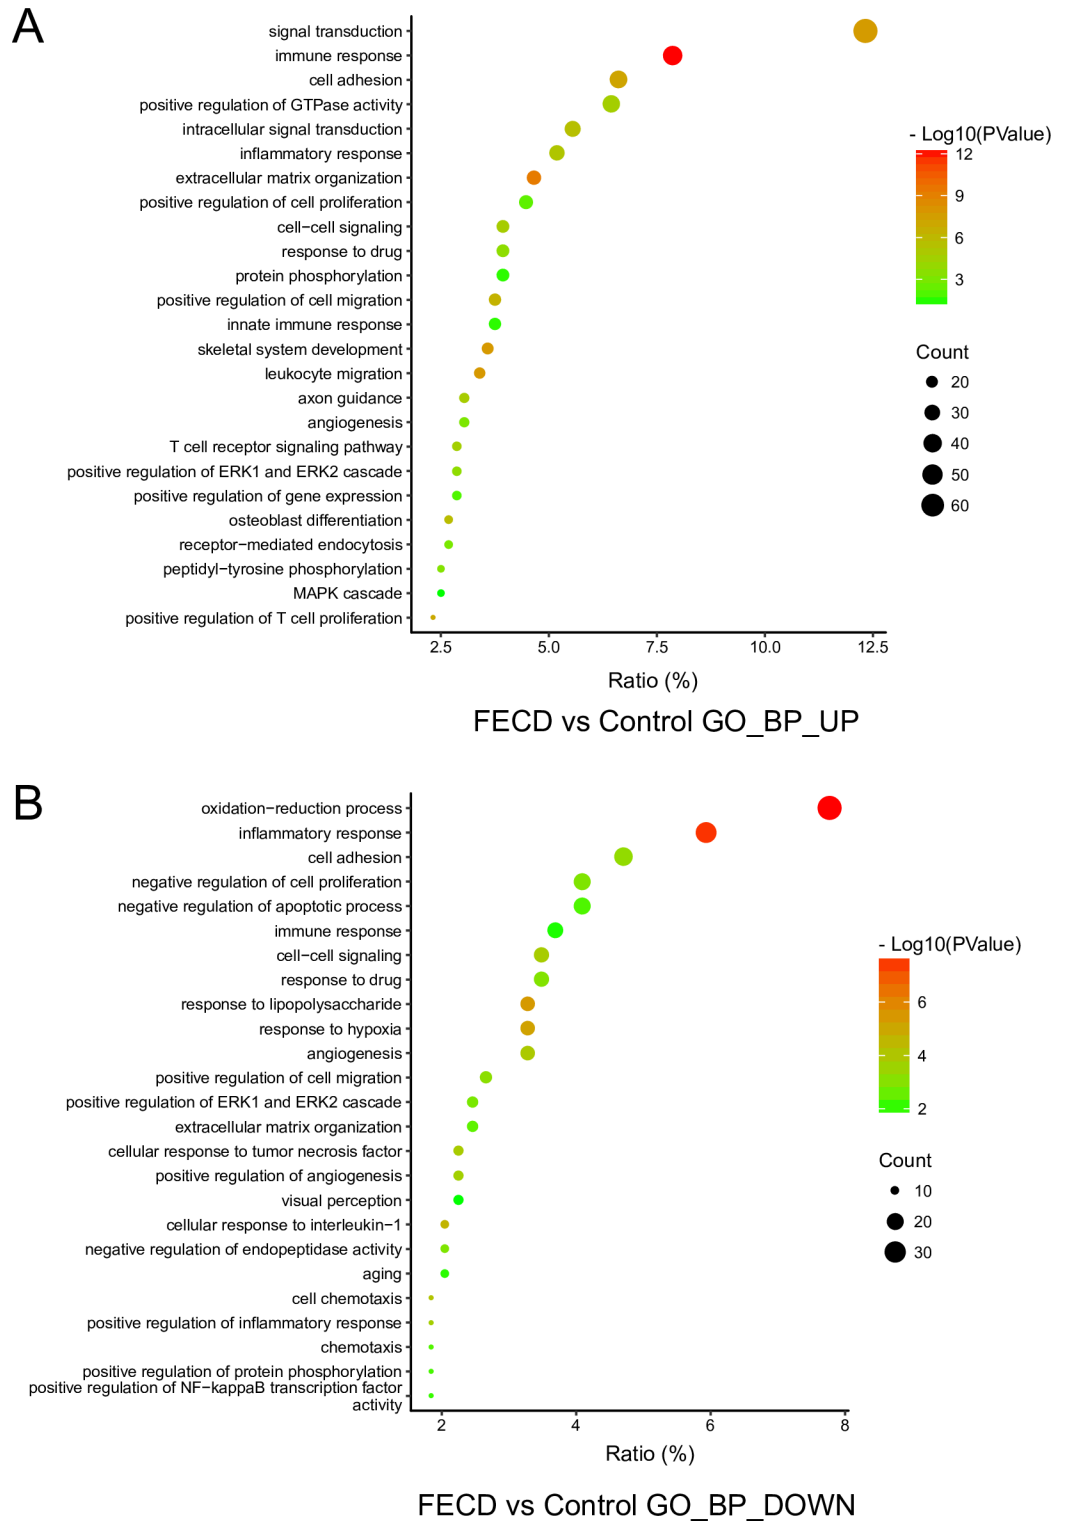 A
signal transduction
immune response
cell adhesion
positive regulation of GTPase activity
intracellular signal transduction
inflammatory response
extracellular matrix organization
positive regulation of cell proliferation
cell−cell signaling
response to drug
protein phosphorylation
positive regulation of cell migration
innate immune response
skeletal system development
leukocyte migration
axon guidance
angiogenesis
T cell receptor signaling pathway
positive regulation of ERK1 and ERK2 cascade
positive regulation of gene expression
osteoblast differentiation
receptor−mediated endocytosis
peptidyl−tyrosine phosphorylation
MAPK cascade
positive regulation of T cell proliferation
2.5 5.0 7.5 10.0 12.5
Ratio (%)
- Log10(PValue)
12
9
6
3
Count
20
30
40
50
60
FECD vs Control GO_BP_UP
B
oxidation−reduction process
inflammatory response
cell adhesion
negative regulation of cell proliferation
negative regulation of apoptotic process
immune response
cell−cell signaling
response to drug
response to lipopolysaccharide
response to hypoxia
angiogenesis
positive regulation of cell migration
positive regulation of ERK1 and ERK2 cascade
extracellular matrix organization
cellular response to tumor necrosis factor
positive regulation of angiogenesis
visual perception
cellular response to interleukin−1
negative regulation of endopeptidase activity
aging
cell chemotaxis
positive regulation of inflammatory response
chemotaxis
positive regulation of protein phosphorylation
positive regulation of NF−kappaB transcription factor
activity
2 4 6 8
Ratio (%)
- Log10(PValue)
6
4
2
Count
10
20
30
FECD vs Control GO_BP_DOWN